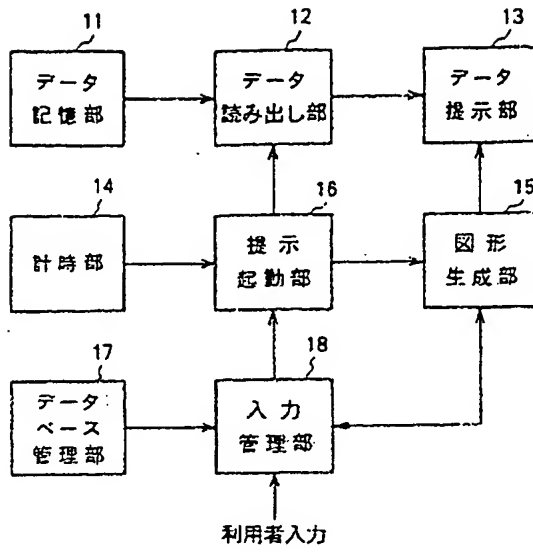 11
データ
記憶部
12
データ
読み出し部
13
データ
提示部
14
計時部
16
提示
起動部
15
図形
生成部
17
データ
ベース
管理部
18
入力
管理部
利用者入力